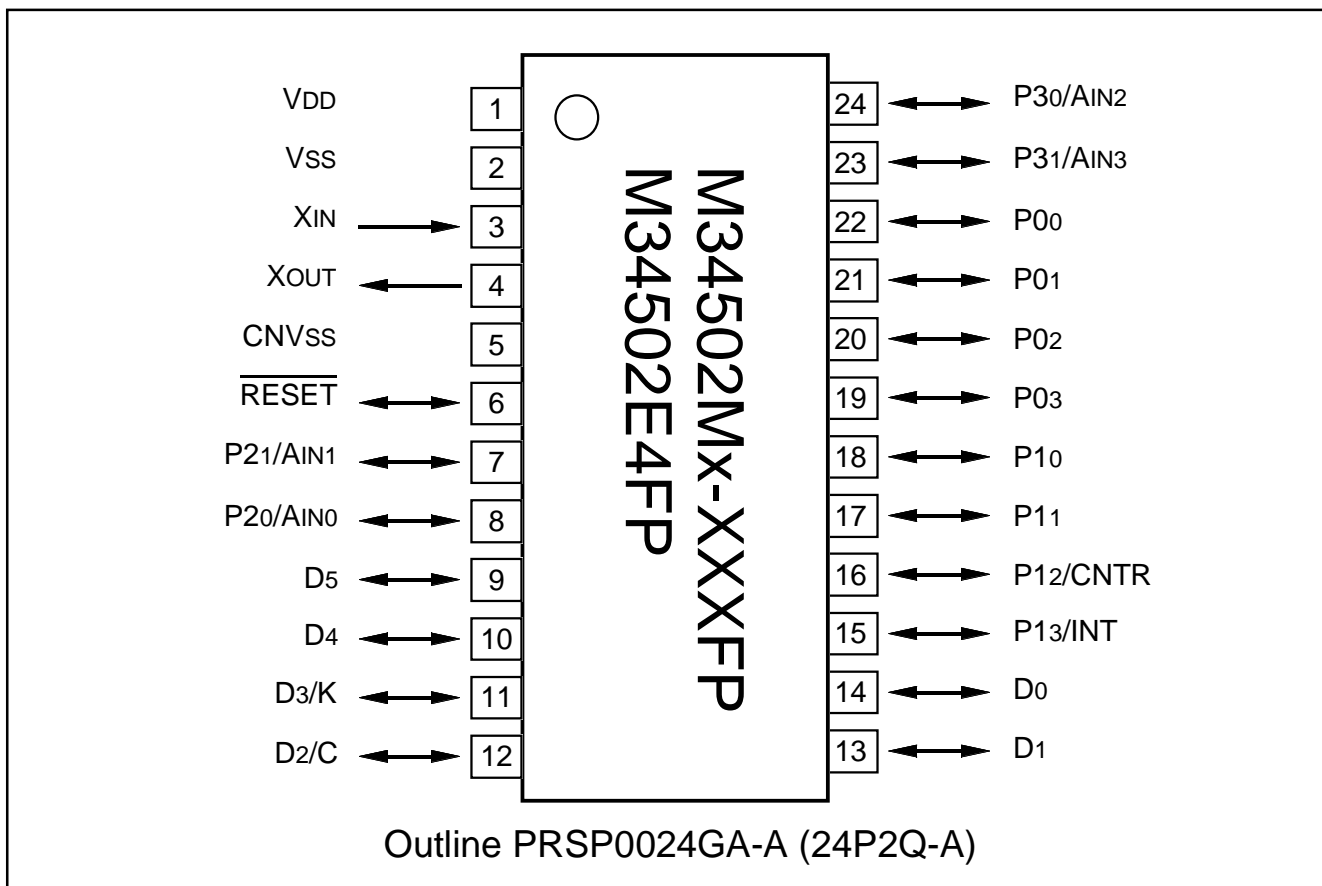 VDD 1 24 P30/AIN2
VSS 2 23 P31/AIN3
XIN 3 22 P00
XOUT 4 21 P01
CNVSS 5 20 P02
RESET 6 19 P03
P21/AIN1 7 18 P10
P20/AIN0 8 17 P11
D5 9 16 P12/CNTR
D4 10 15 P13/INT
D3/K 11 14 D0
D2/C 12 13 D1
M34502Mx-XXXFP
M34502E4FP
Outline PRSP0024GA-A (24P2Q-A)